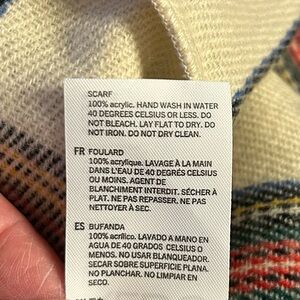 SCARF
100% acrylic. HAND WASH IN WATER
40 DEGREES CELSIUS OR LESS. DO
NOT BLEACH. LAY FLAT TO DRY. DO
NOT IRON. DO NOT DRY CLEAN.
FR FOULARD
100% acrylique. LAVAGE À LA MAIN
DANS L'EAU DE 40 DEGRÉS CELSIUS
OU MOINS. AGENT DE
BLANCHIMENT INTERDIT. SÉCHER À
PLAT. NE PAS REPASSER. NE PAS
NETTOYER À SEC.
ES BUFANDA
100% acrílico. LAVADO A MANO EN
AGUA DE 40 GRADOS CELSIUS O
MENOS. NO USAR BLANQUEADOR.
SECAR SOBRE SUPERFICIE PLANA.
NO PLANCHAR. NO LIMPIAR EN
SECO.